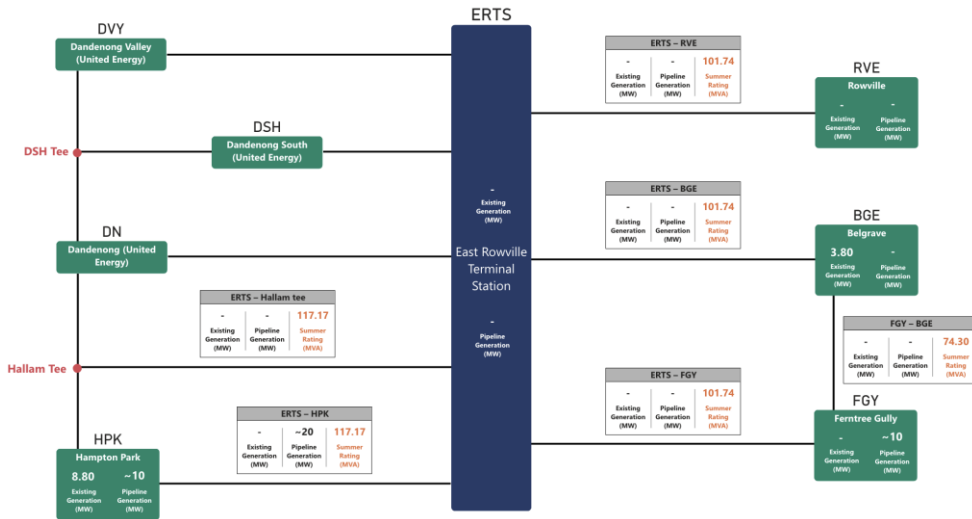 ERTS
DVY
Dandenong Valley
(United Energy)
DSH
DSH Tee
Dandenong South
(United Energy)
DN
Dandenong (United
Energy)
ERTS – Hallam tee
- - 117.17
Existing Generation (MW) Pipeline Generation (MW) Summer Rating (MVA)
Hallam Tee
HPK
Hampton Park
8.80 ~10
Existing Generation (MW) Pipeline Generation (MW)
ERTS – HPK
- ~20 117.17
Existing Generation (MW) Pipeline Generation (MW) Summer Rating (MVA)
-
Existing
Generation
(MW)
East Rowville
Terminal
Station
-
Pipeline
Generation
(MW)
ERTS – RVE
- - 101.74
Existing Generation (MW) Pipeline Generation (MW) Summer Rating (MVA)
RVE
Rowville
- -
Existing Generation (MW) Pipeline Generation (MW)
ERTS – BGE
- - 101.74
Existing Generation (MW) Pipeline Generation (MW) Summer Rating (MVA)
BGE
Belgrave
3.80 -
Existing Generation (MW) Pipeline Generation (MW)
FGY – BGE
- - 74.30
Existing Generation (MW) Pipeline Generation (MW) Summer Rating (MVA)
ERTS – FGY
- - 101.74
Existing Generation (MW) Pipeline Generation (MW) Summer Rating (MVA)
FGY
Ferntree Gully
- ~10
Existing Generation (MW) Pipeline Generation (MW)